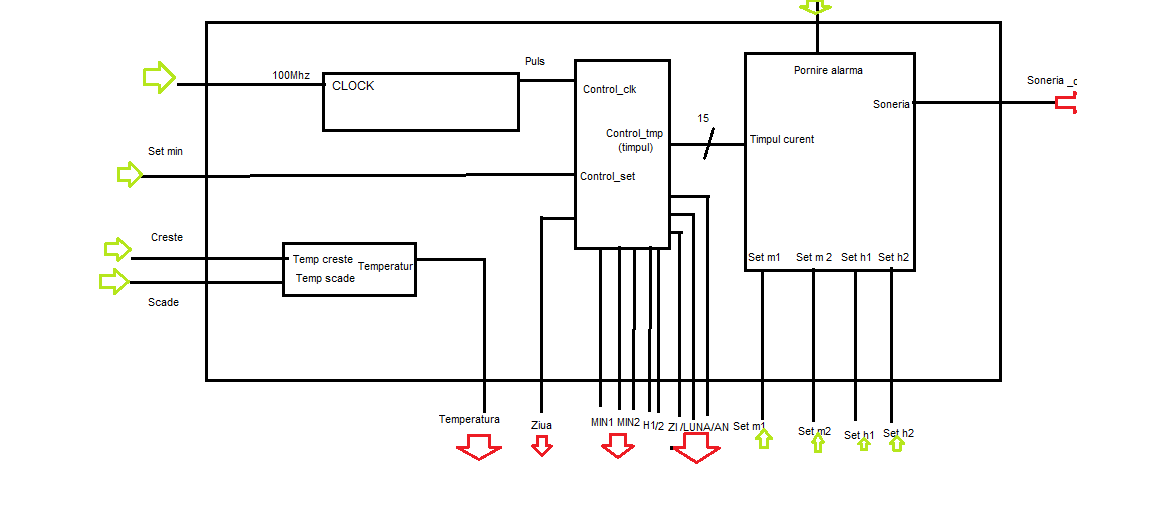 Pornire alarma
100Mhz
CLOCK
Puls
Control_clk
Soneria
Soneria
15
Control_tmp
(timpul)
Timpul curent
Set min
Control_set
Creste
Temp creste
Temperatur
Temp scade
Scade
Set m1
Set m 2
Set h1
Set h2
Temperatura
Ziua
MIN1
MIN2
H1/2
ZI /LUNA/AN
Set m1
Set m2
Set h1
Set h2